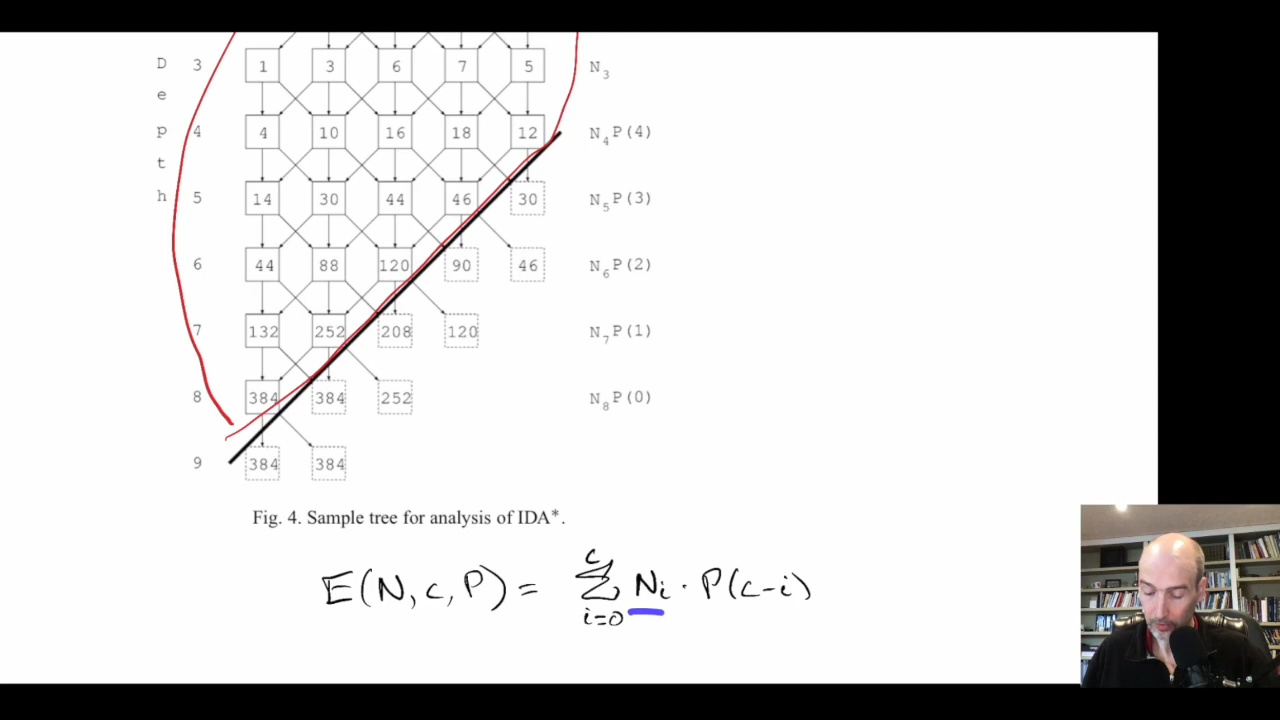 D 3 1 3 6 7 5 N3
e
p 4 4 10 16 18 12 N4P(4)
t
h 5 14 30 44 46 30 N5P(3)
6 44 88 120 90 46 N6P(2)
7 132 252 208 120 N7P(1)
8 384 384 252 N8P(0)
9 384 384
Fig. 4. Sample tree for analysis of IDA*.
E(N,c,P) = c∑i=0 Ni · P(c-i)